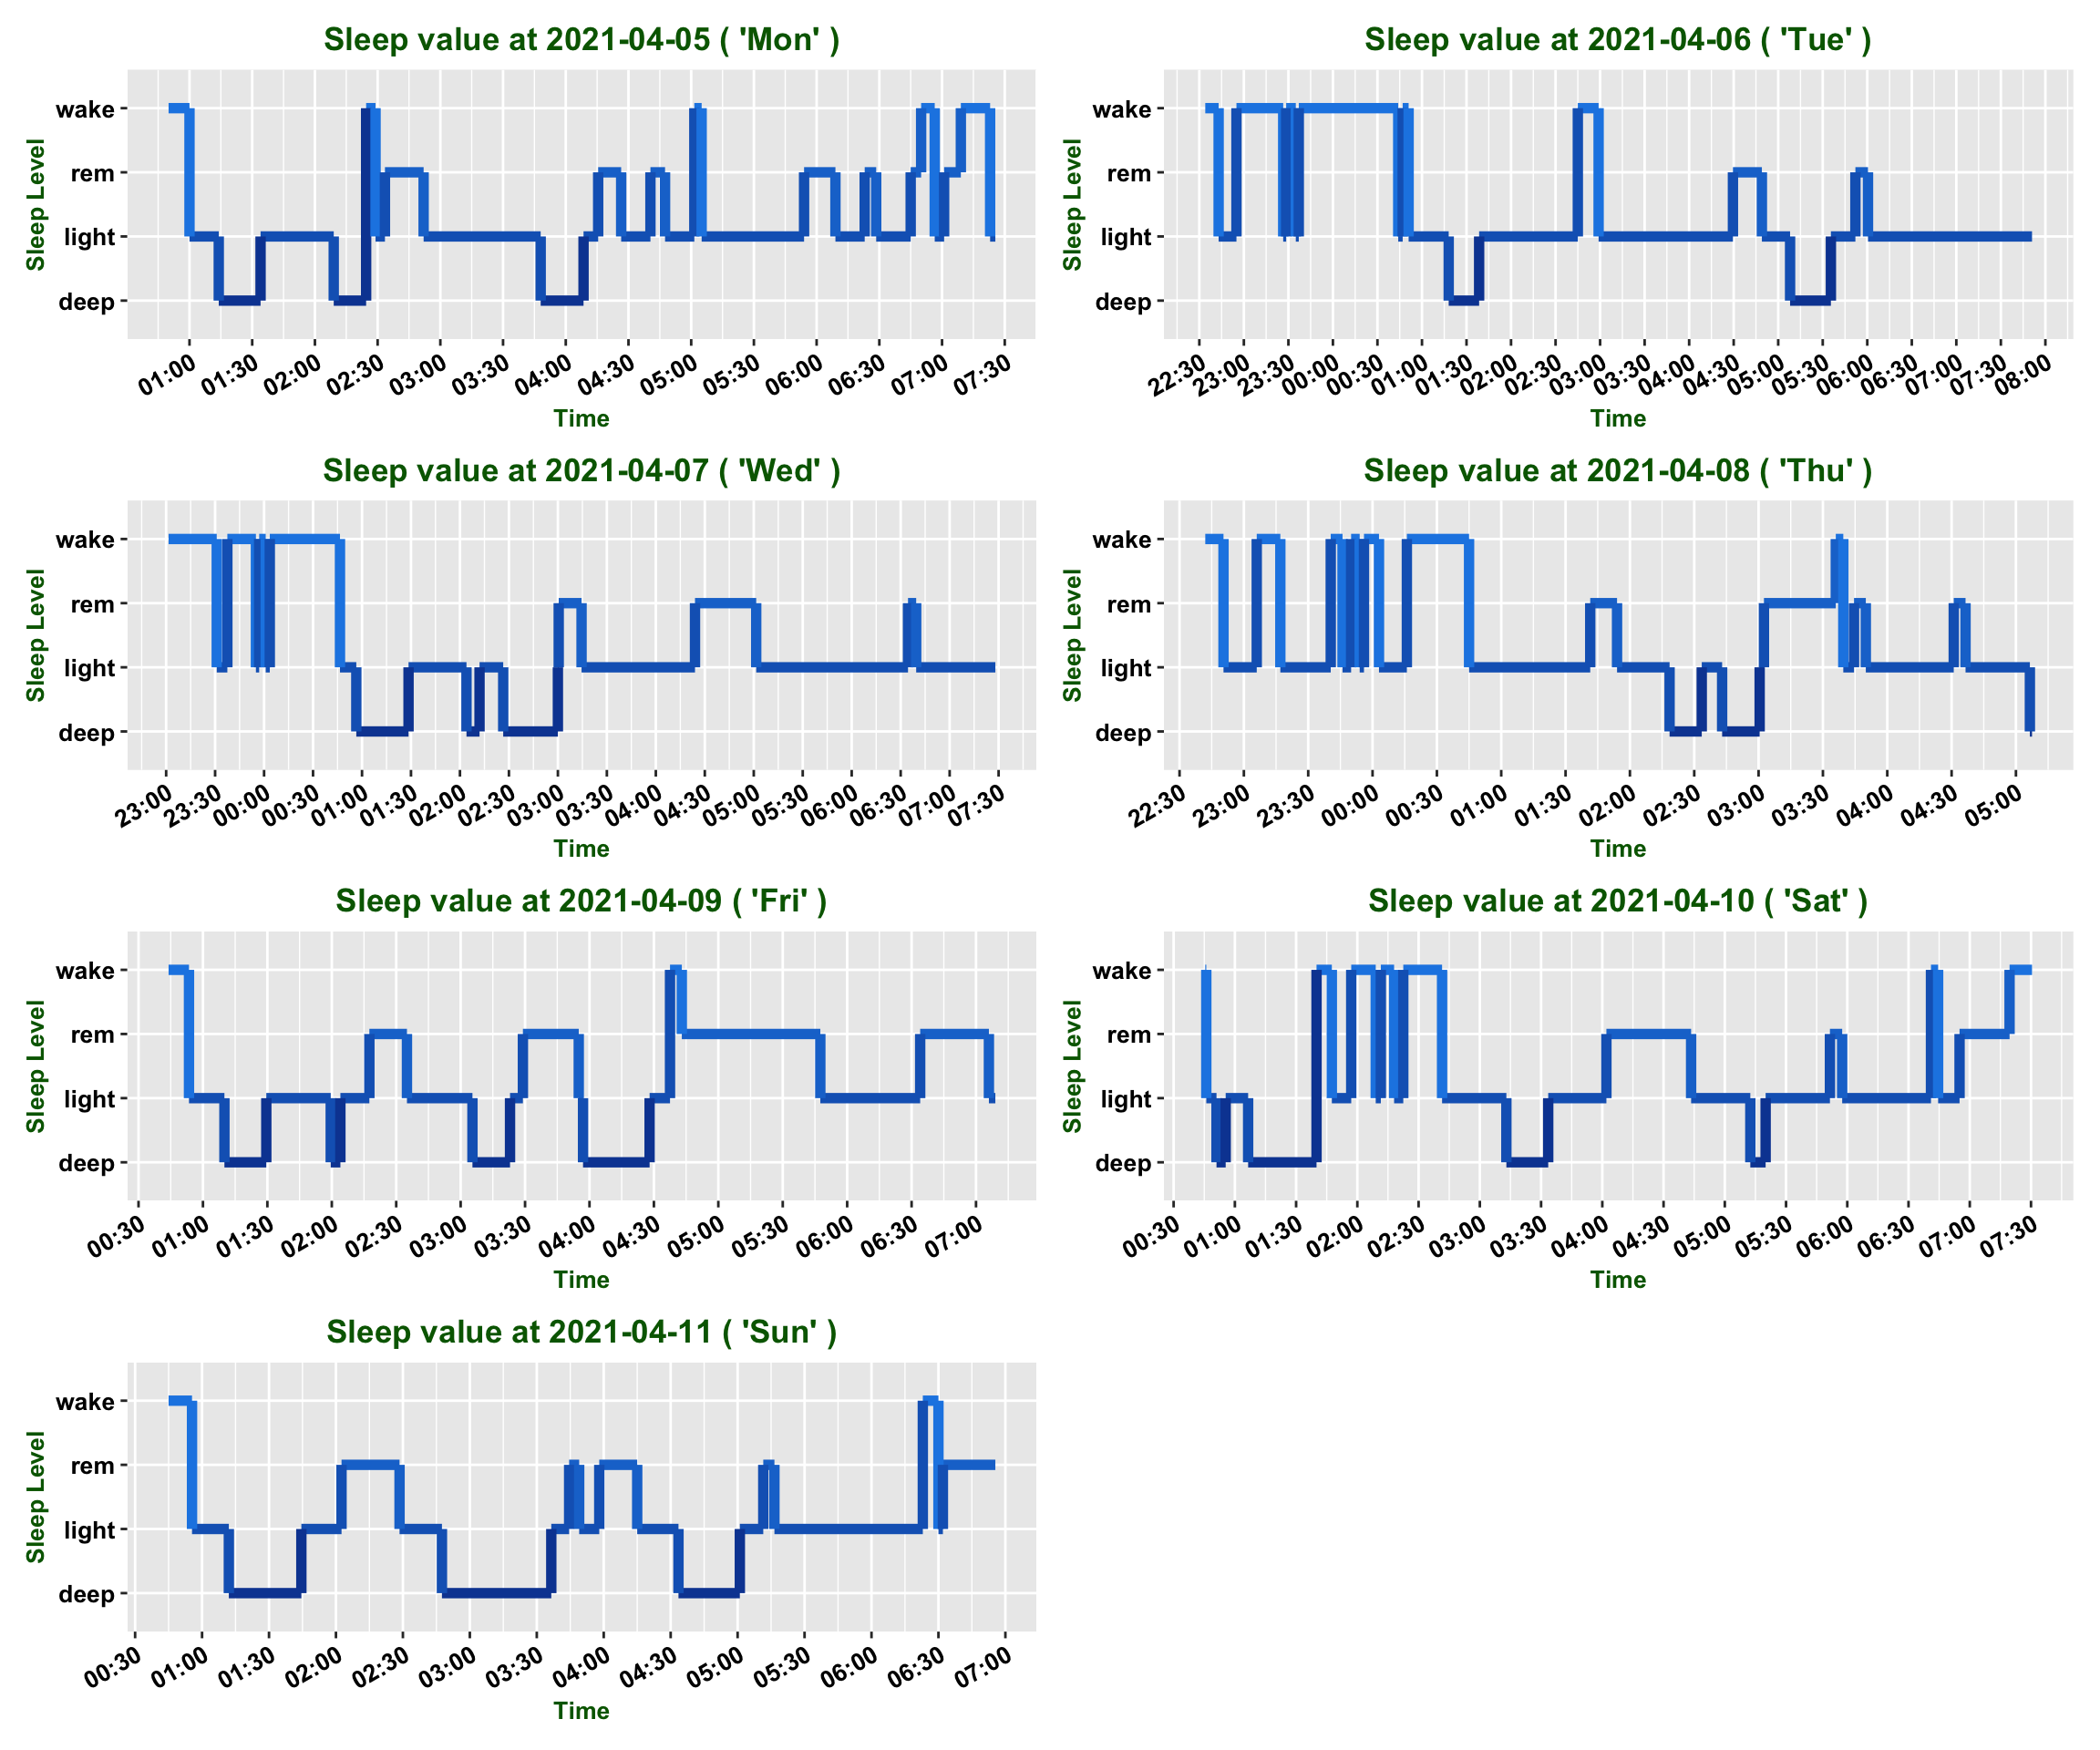 Sleep value at 2021-04-05 ( 'Mon' )
Sleep Level
wake
rem
light
deep
01:00 01:30 02:00 02:30 03:00 03:30 04:00 04:30 05:00 05:30 06:00 06:30 07:00 07:30
Time
Sleep value at 2021-04-06 ( 'Tue' )
Sleep Level
wake
rem
light
deep
22:30 23:00 23:30 00:00 00:30 01:00 01:30 02:00 02:30 03:00 03:30 04:00 04:30 05:00 05:30 06:00 06:30 07:00 07:30 08:00
Time
Sleep value at 2021-04-07 ( 'Wed' )
Sleep Level
wake
rem
light
deep
23:00 23:30 00:00 00:30 01:00 01:30 02:00 02:30 03:00 03:30 04:00 04:30 05:00 05:30 06:00 06:30 07:00 07:30
Time
Sleep value at 2021-04-08 ( 'Thu' )
Sleep Level
wake
rem
light
deep
22:30 23:00 23:30 00:00 00:30 01:00 01:30 02:00 02:30 03:00 03:30 04:00 04:30 05:00
Time
Sleep value at 2021-04-09 ( 'Fri' )
Sleep Level
wake
rem
light
deep
00:30 01:00 01:30 02:00 02:30 03:00 03:30 04:00 04:30 05:00 05:30 06:00 06:30 07:00
Time
Sleep value at 2021-04-10 ( 'Sat' )
Sleep Level
wake
rem
light
deep
00:30 01:00 01:30 02:00 02:30 03:00 03:30 04:00 04:30 05:00 05:30 06:00 06:30 07:00 07:30
Time
Sleep value at 2021-04-11 ( 'Sun' )
Sleep Level
wake
rem
light
deep
00:30 01:00 01:30 02:00 02:30 03:00 03:30 04:00 04:30 05:00 05:30 06:00 06:30 07:00
Time